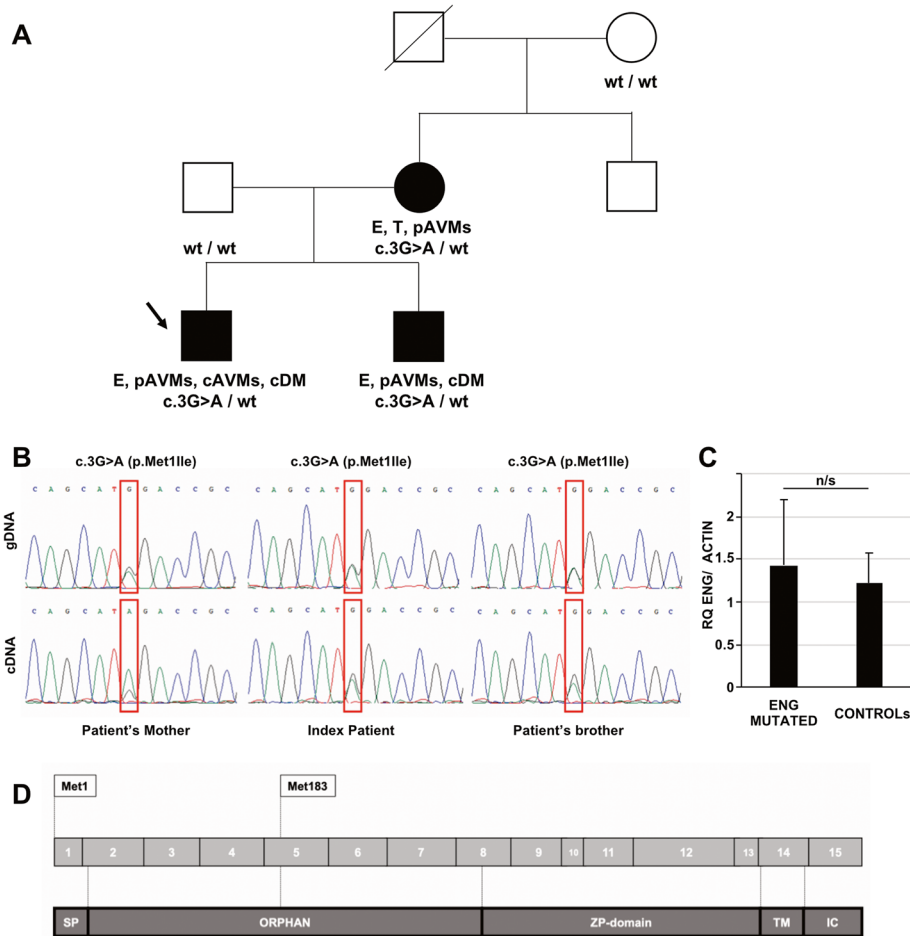 A
wt / wt
wt / wt
E, T, pAVMs
c.3G>A / wt
E, pAVMs, cAVMs, cDM
c.3G>A / wt
E, pAVMs, cDM
c.3G>A / wt
B
c.3G>A (p.Met1Ile)
c.3G>A (p.Met1Ile)
c.3G>A (p.Met1Ile)
gDNA
C A G C A T G G A C C G C
C A G C A T G G A C C G C
C A G C A T G G A C C G C
cDNA
C A G C A T A G A C C G C
C A G C A T G G A C C G C
C A G C A T G G A C C G C
Patient's Mother
Index Patient
Patient's brother
C
n/s
RQ ENG/ ACTIN
2
1.5
1
0.5
0
ENG
MUTATED
CONTROLs
D
Met1
Met183
1 2 3 4 5 6 7 8 9 10 11 12 13 14 15
SP ORPHAN ZP-domain TM IC